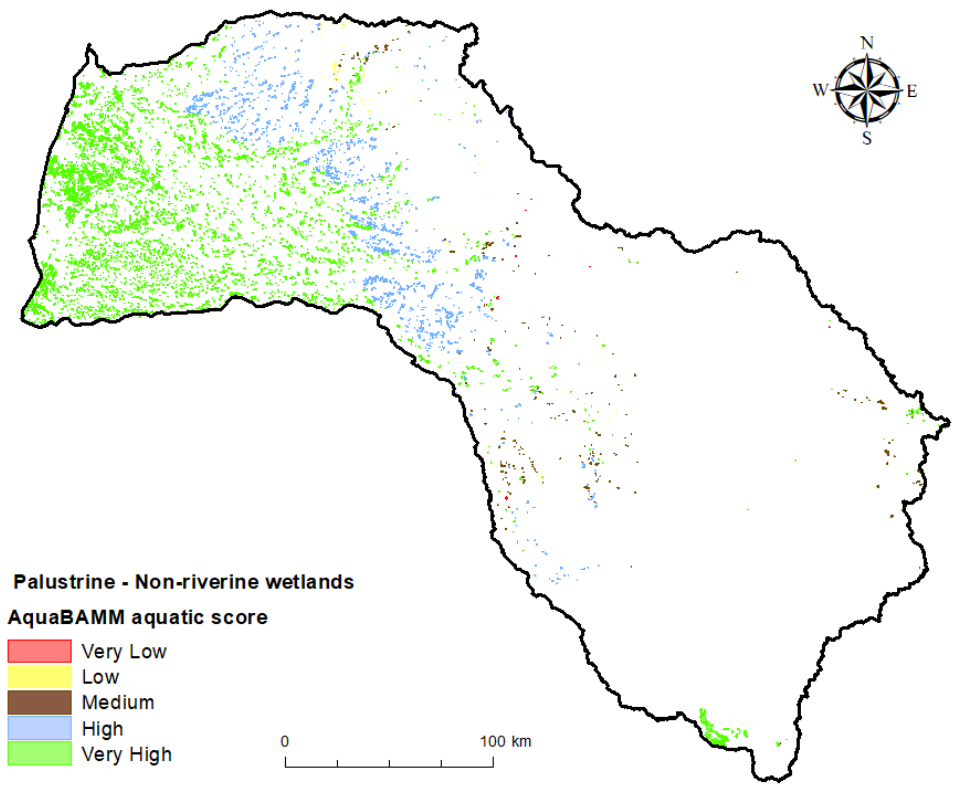 N
W E
S
Palustrine - Non-riverine wetlands
AquaBAMM aquatic score
Very Low
Low
Medium
High
Very High
0 100 km